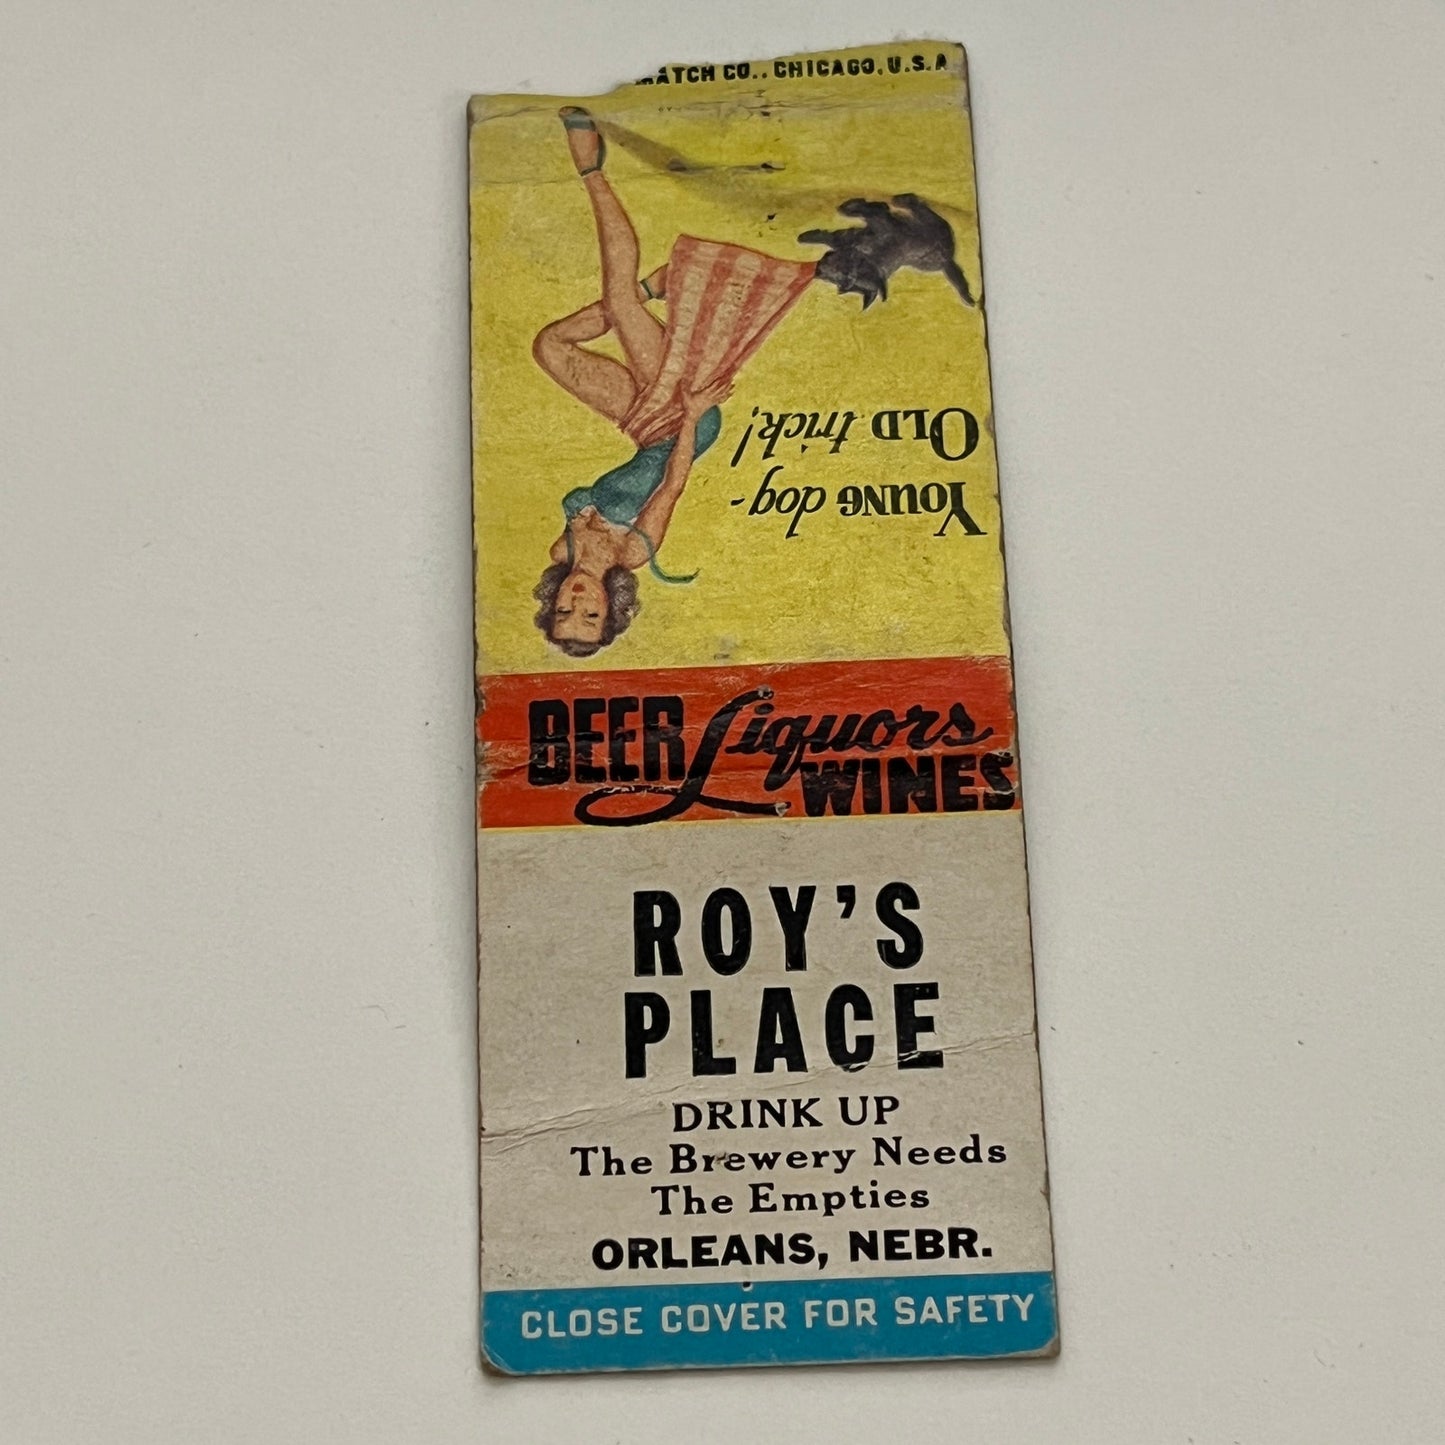 CO., CHICAGO, U.S.A
Young dog-
OLD trick!
BEER Liquors
WINES
ROY'S
PLACE
DRINK UP
The Brewery Needs
The Empties
ORLEANS, NEBR.
CLOSE COVER FOR SAFETY